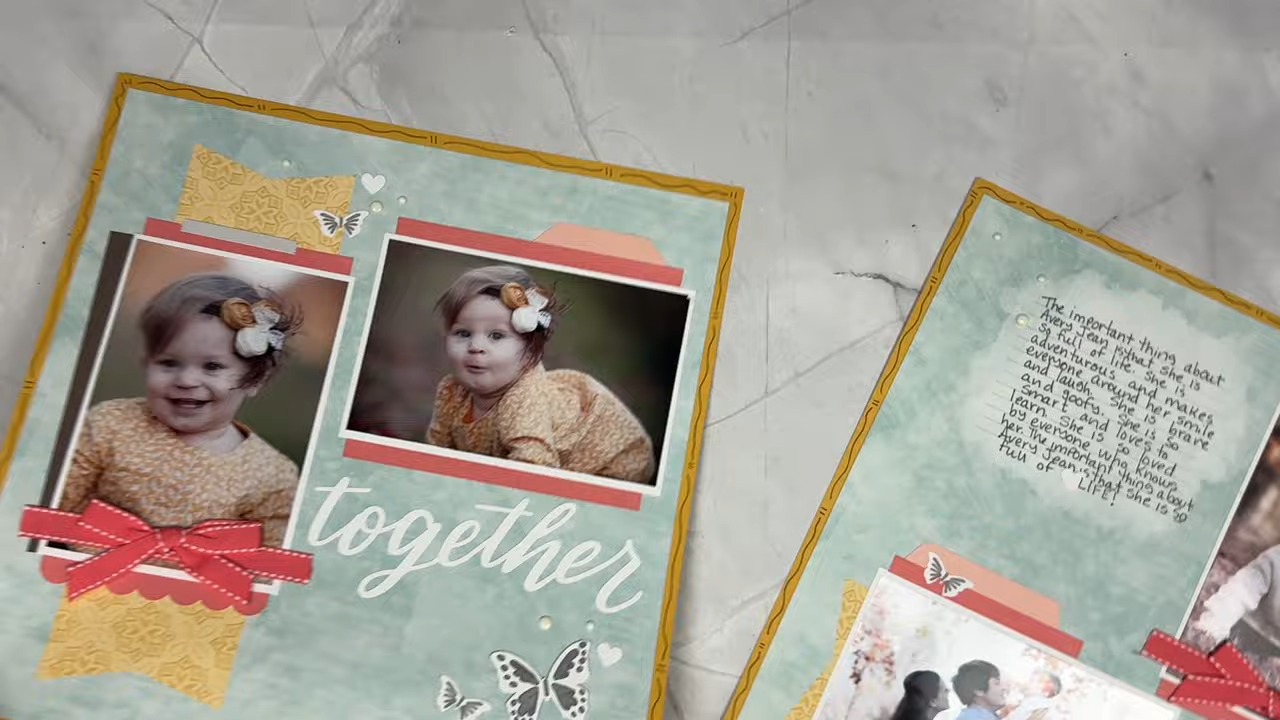 together
The important thing about
Avery Jean is that she is
so full of life. She is
adventurous and makes
everyone around her smile
and laugh. She is brave
and goofy. She is so
smart and loves to
learn. She is so loved
by everyone who knows
her. The important thing about
Avery Jean is that she is so
full of LIFE!